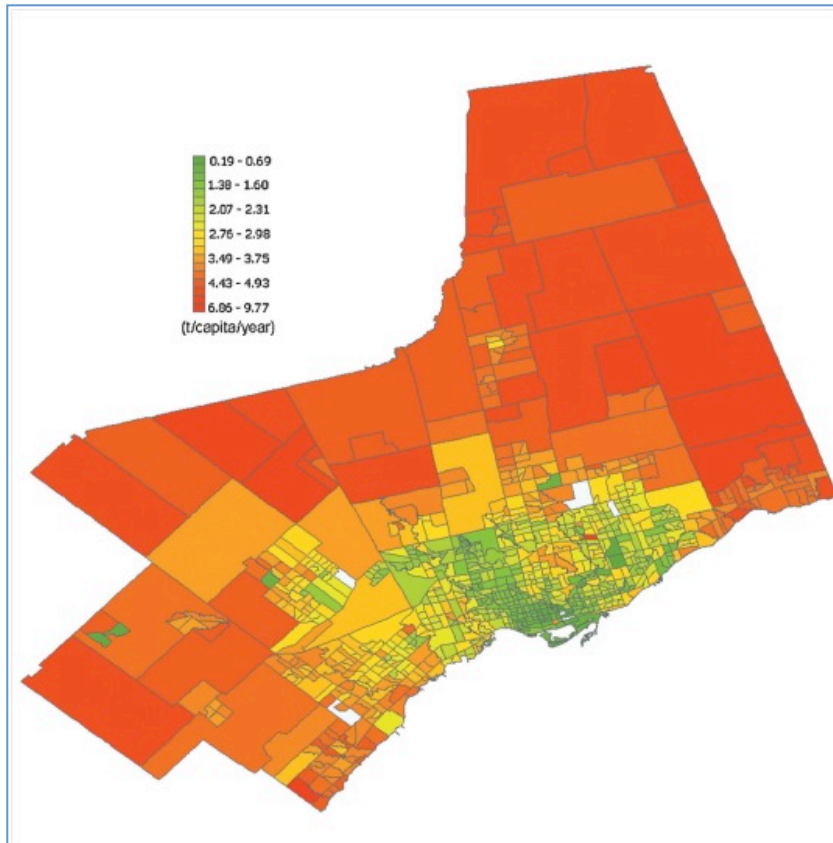 0.19 - 0.69
1.38 - 1.60
2.07 - 2.31
2.76 - 2.98
3.49 - 3.75
4.43 - 4.93
6.86 - 9.77
(t/capita/year)